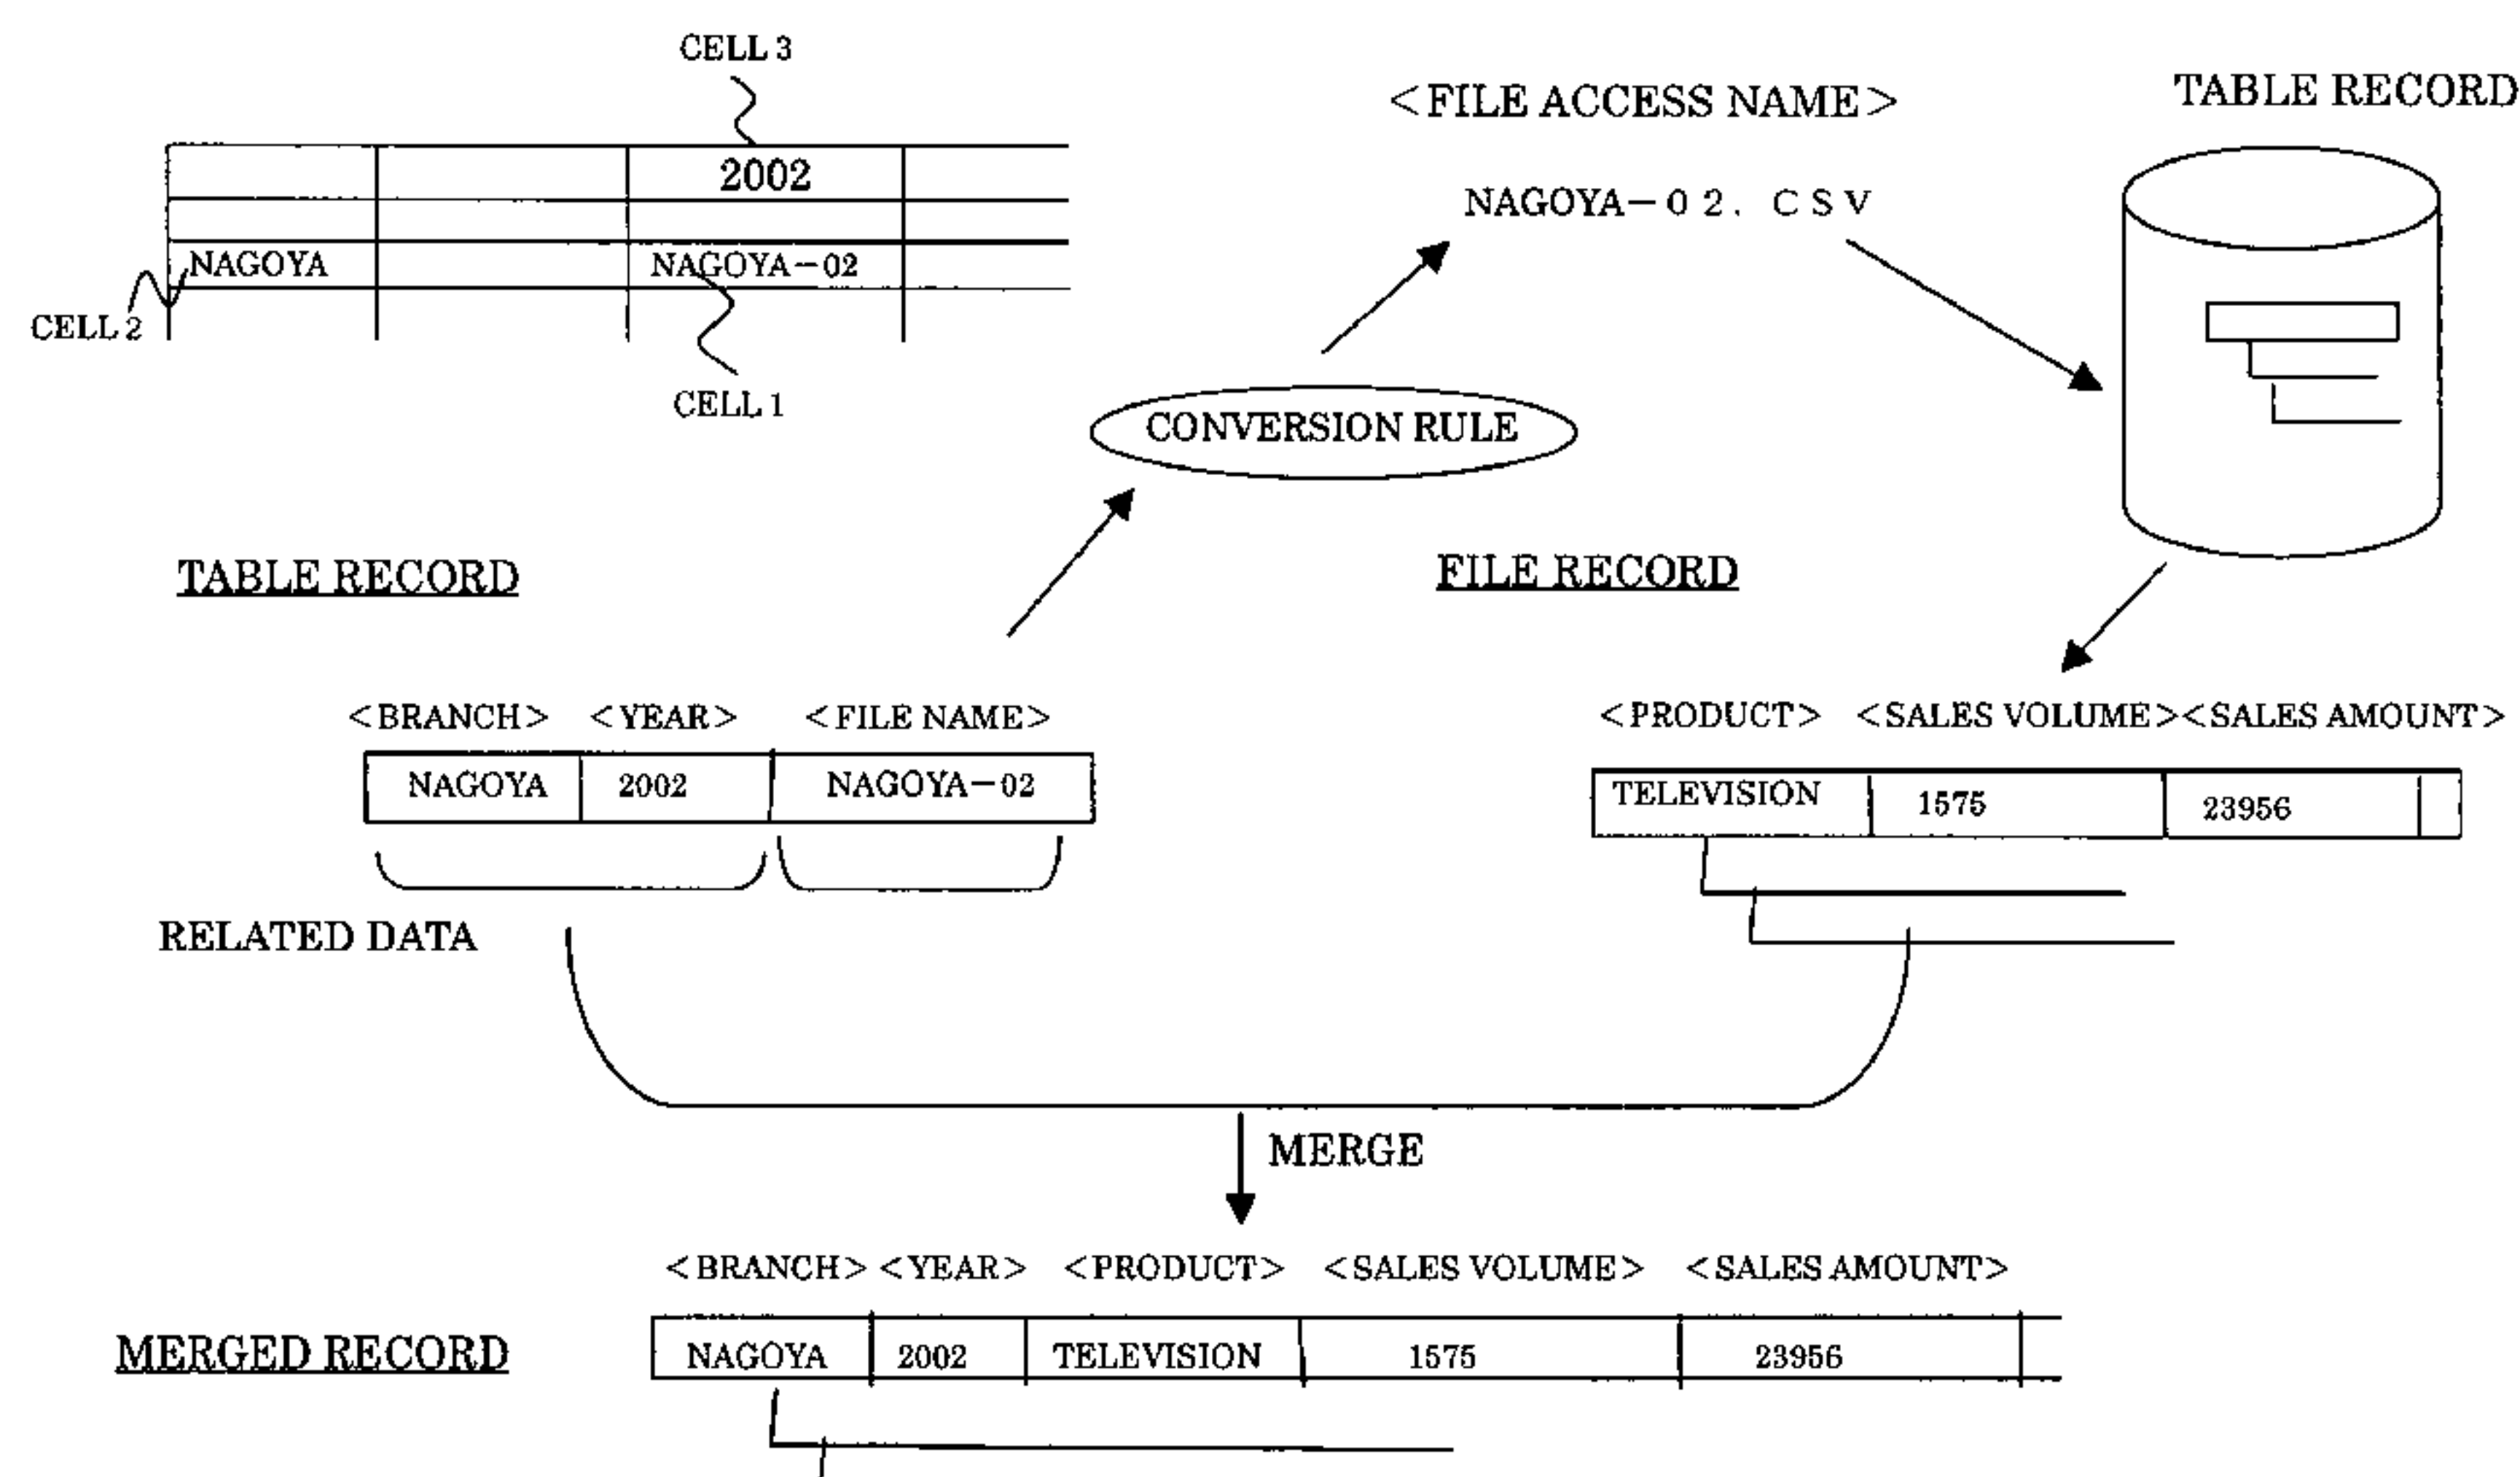 CELL 3
<FILE ACCESS NAME>
TABLE RECORD
2002
NAGOYA-02. CSV
NAGOYA NAGOYA-02
CELL 2
CELL 1
CONVERSION RULE
TABLE RECORD
FILE RECORD
<BRANCH> <YEAR> <FILE NAME>
NAGOYA 2002 NAGOYA-02
<PRODUCT> <SALES VOLUME><SALES AMOUNT>
TELEVISION 1575 23956
RELATED DATA
MERGE
<BRANCH> <YEAR> <PRODUCT> <SALES VOLUME> <SALES AMOUNT>
MERGED RECORD
NAGOYA 2002 TELEVISION 1575 23956